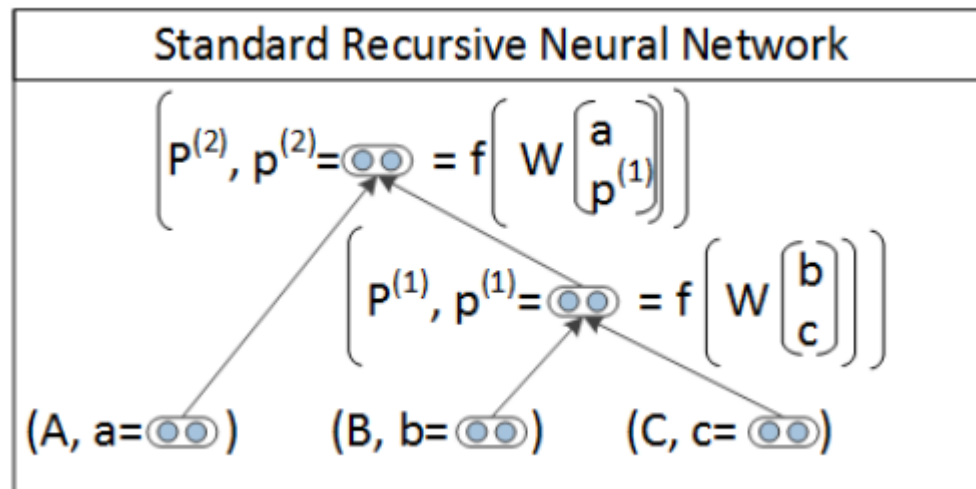 Standard Recursive Neural Network
(P^(2), p^(2)= = f(W(a p^(1))))
(P^(1), p^(1)= = f(W(b c)))
(A, a= ) (B, b= ) (C, c= )